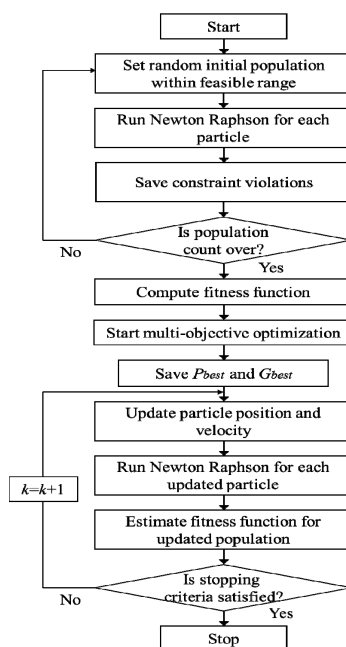 Start
Set random initial population
within feasible range
Run Newton Raphson for each
particle
Save constraint violations
Is population
count over?
No
Yes
Compute fitness function
Start multi-objective optimization
Save Pbest and Gbest
Update particle position and
velocity
Run Newton Raphson for each
updated particle
k=k+1
Estimate fitness function for
updated population
Is stopping
criteria satisfied?
No
Yes
Stop